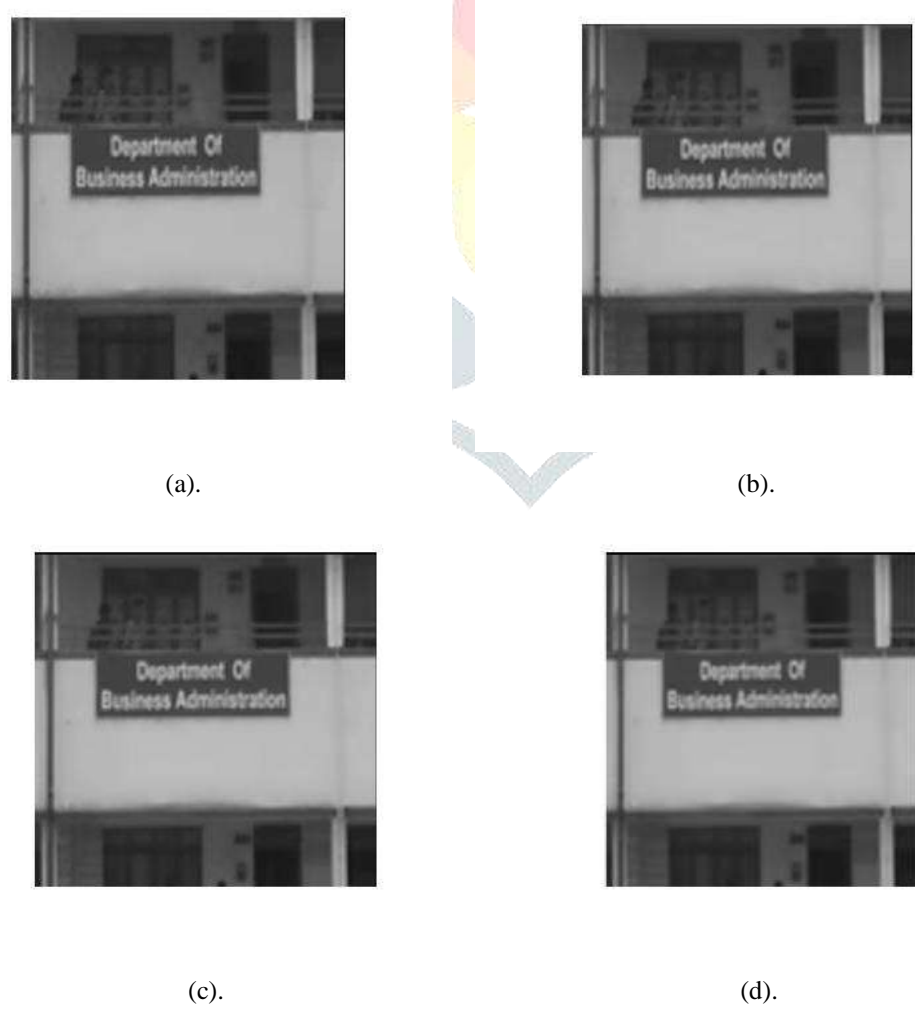 Department Of
Business Administration
Department Of
Business Administration
(a).
(b).
Department Of
Business Administration
Department Of
Business Administration
(c).
(d).